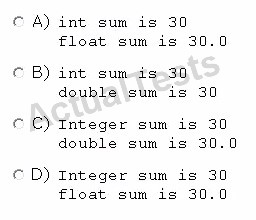 A) int sum is 30
float sum is 30.0
B) int sum is 30
double sum is 30
C) Integer sum is 30
double sum is 30.0
D) Integer sum is 30
float sum is 30.0
ActualTests